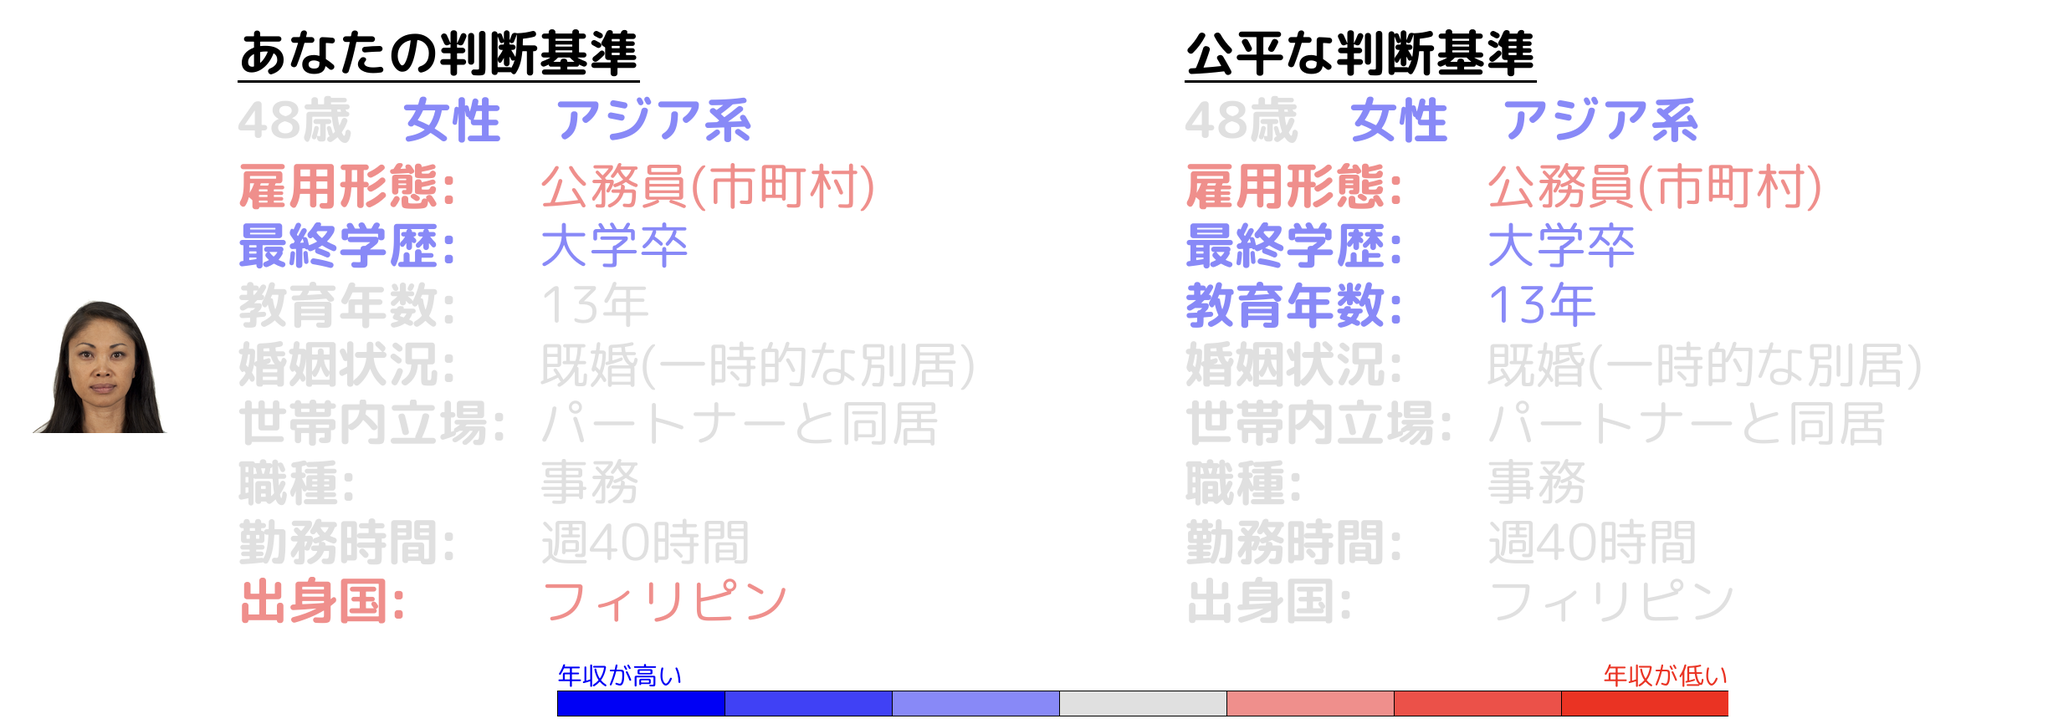 あなたの判断基準
48歳 女性 アジア系
雇用形態: 公務員(市町村)
最終学歴: 大学卒
教育年数: 13年
婚姻状況: 既婚(一時的な別居)
世帯内立場: パートナーと同居
職種: 事務
勤務時間: 週40時間
出身国: フィリピン
公平な判断基準
48歳 女性 アジア系
雇用形態: 公務員(市町村)
最終学歴: 大学卒
教育年数: 13年
婚姻状況: 既婚(一時的な別居)
世帯内立場: パートナーと同居
職種: 事務
勤務時間: 週40時間
出身国: フィリピン
年収が高い 年収が低い